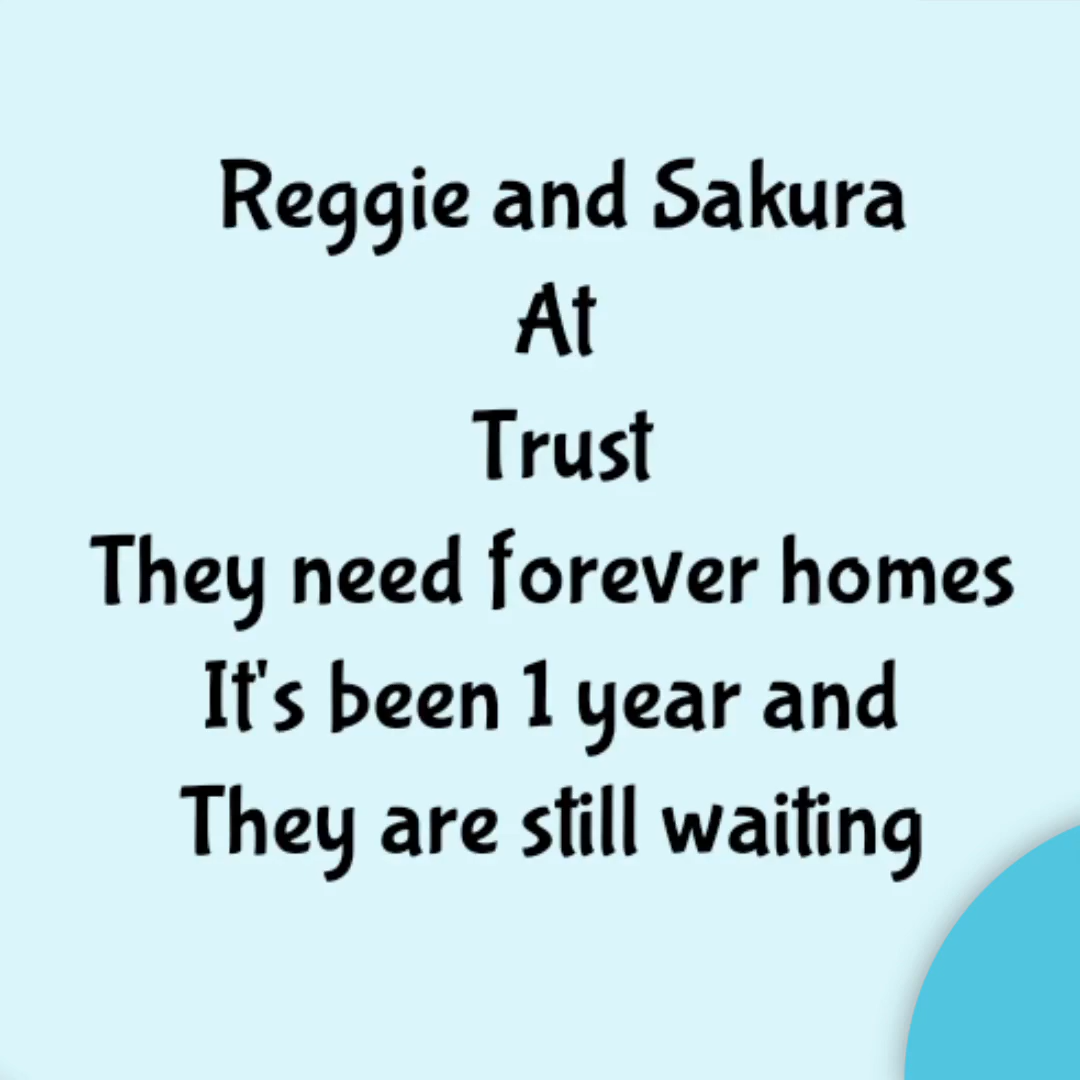 Reggie and Sakura
At
Trust
They need forever homes
It's been 1 year and
They are still waiting